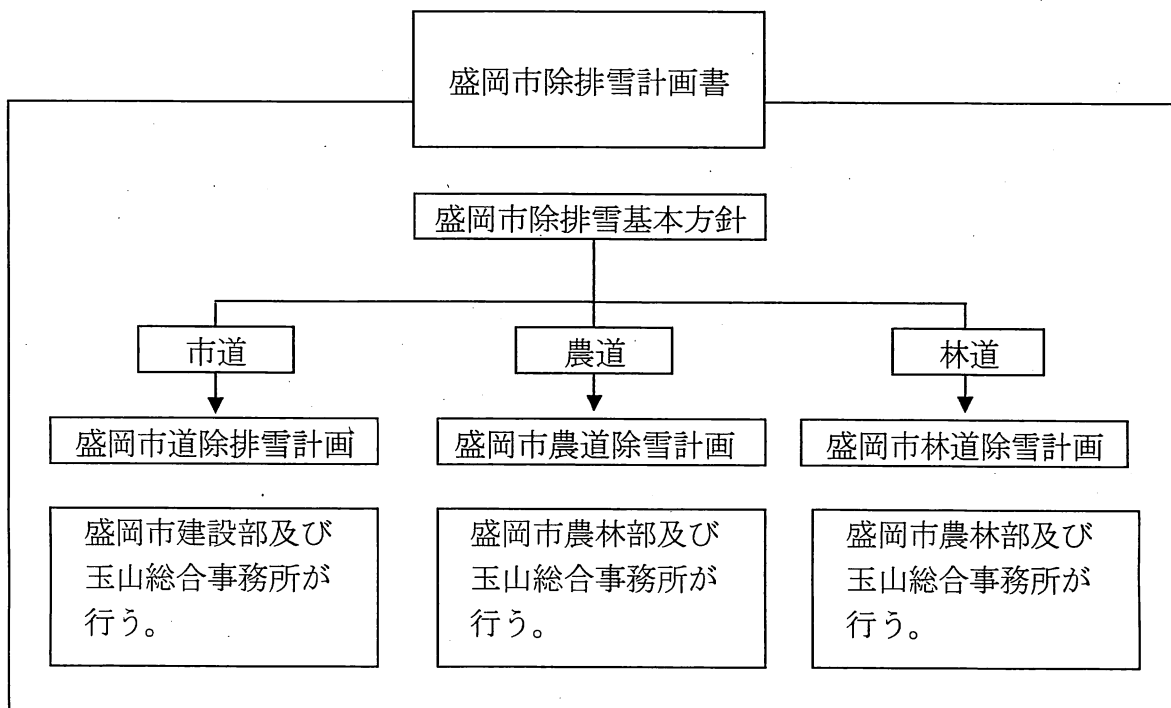 盛岡市除排雪計画書
盛岡市除排雪基本方針
市道
農道
林道
盛岡市道除排雪計画
盛岡市農道除雪計画
盛岡市林道除雪計画
盛岡市建設部及び
玉山総合事務所が
行う。
盛岡市農林部及び
玉山総合事務所が
行う。
盛岡市農林部及び
玉山総合事務所が
行う。